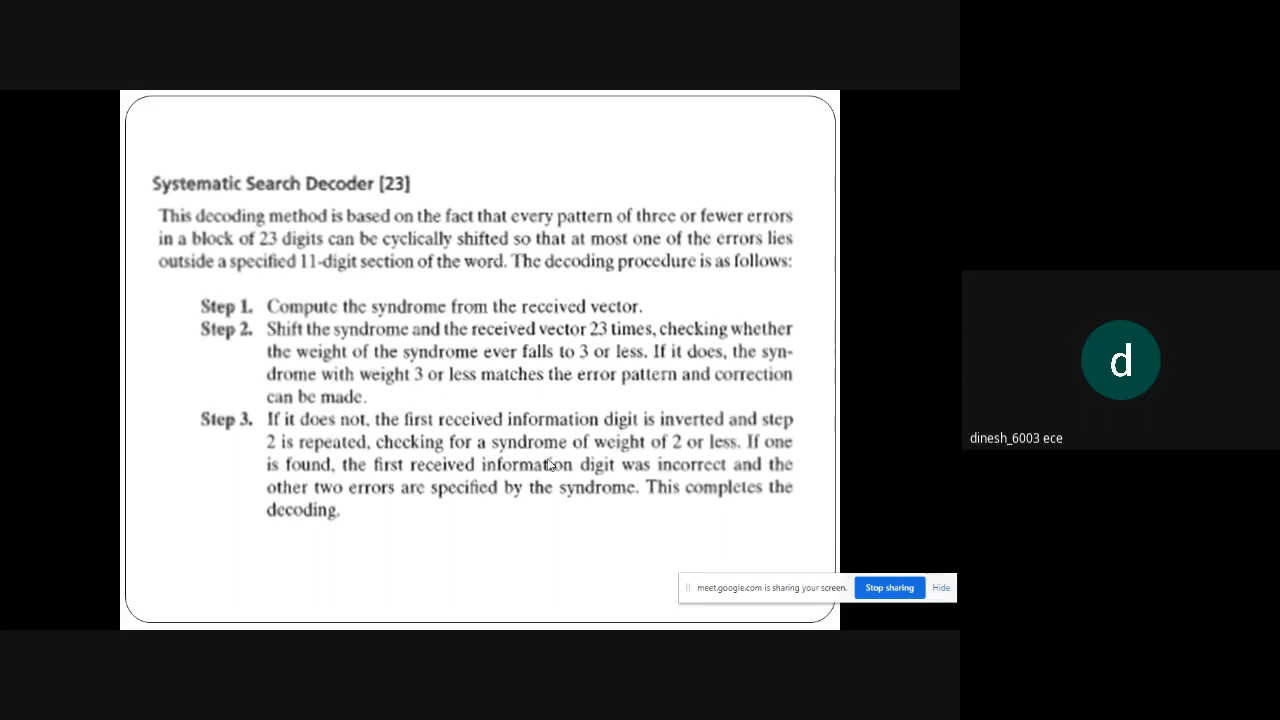 Systematic Search Decoder [23]
This decoding method is based on the fact that every pattern of three or fewer errors
in a block of 23 digits can be cyclically shifted so that at most one of the errors lies
outside a specified 11-digit section of the word. The decoding procedure is as follows:
Step 1. Compute the syndrome from the received vector.
Step 2. Shift the syndrome and the received vector 23 times, checking whether
the weight of the syndrome ever falls to 3 or less. If it does, the syn-
drome with weight 3 or less matches the error pattern and correction
can be made.
Step 3. If it does not, the first received information digit is inverted and step
2 is repeated, checking for a syndrome of weight of 2 or less. If one
is found, the first received information digit was incorrect and the
other two errors are specified by the syndrome. This completes the
decoding.
meet.google.com is sharing your screen. Stop sharing Hide
d
dinesh_6003 ece